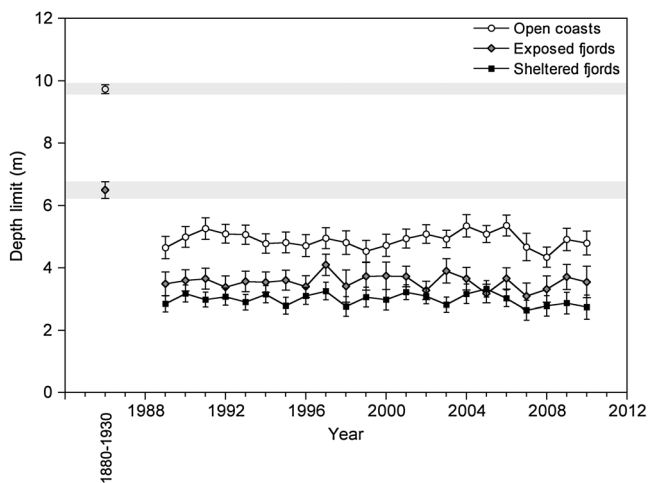 12
Open coasts
Exposed fjords
Sheltered fjords
10
8
6
4
2
0
Depth limit (m)
1988 1992 1996 2000 2004 2008 2012
1880-1930
Year